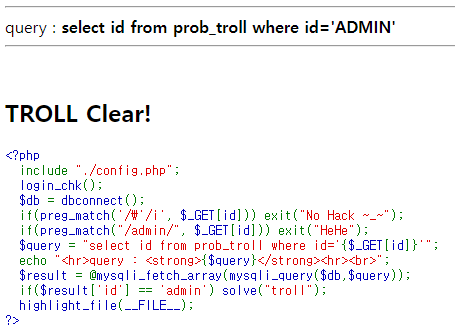 query : select id from prob_troll where id='ADMIN'
TROLL Clear!
<?php
include "./config.php";
login_chk();
$db = dbconnect();
if(preg_match('/₩'/i', $_GET[id])) exit("No Hack ~_~");
if(preg_match("/admin/", $_GET[id])) exit("HeHe");
$query = "select id from prob_troll where id='{$_GET[id]}'";
echo "<hr>query : <strong>{$query}</strong><hr><br>";
$result = @mysqli_fetch_array(mysqli_query($db,$query));
if($result['id'] == 'admin') solve("troll");
highlight_file(__FILE__);
?>